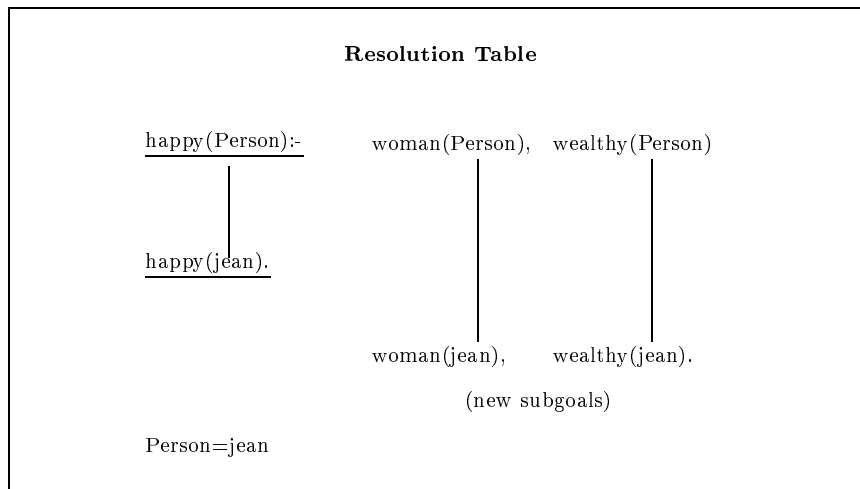 Resolution Table
happy(Person):- woman(Person), wealthy(Person)
happy(jean).
woman(jean), wealthy(jean).
(new subgoals)
Person=jean